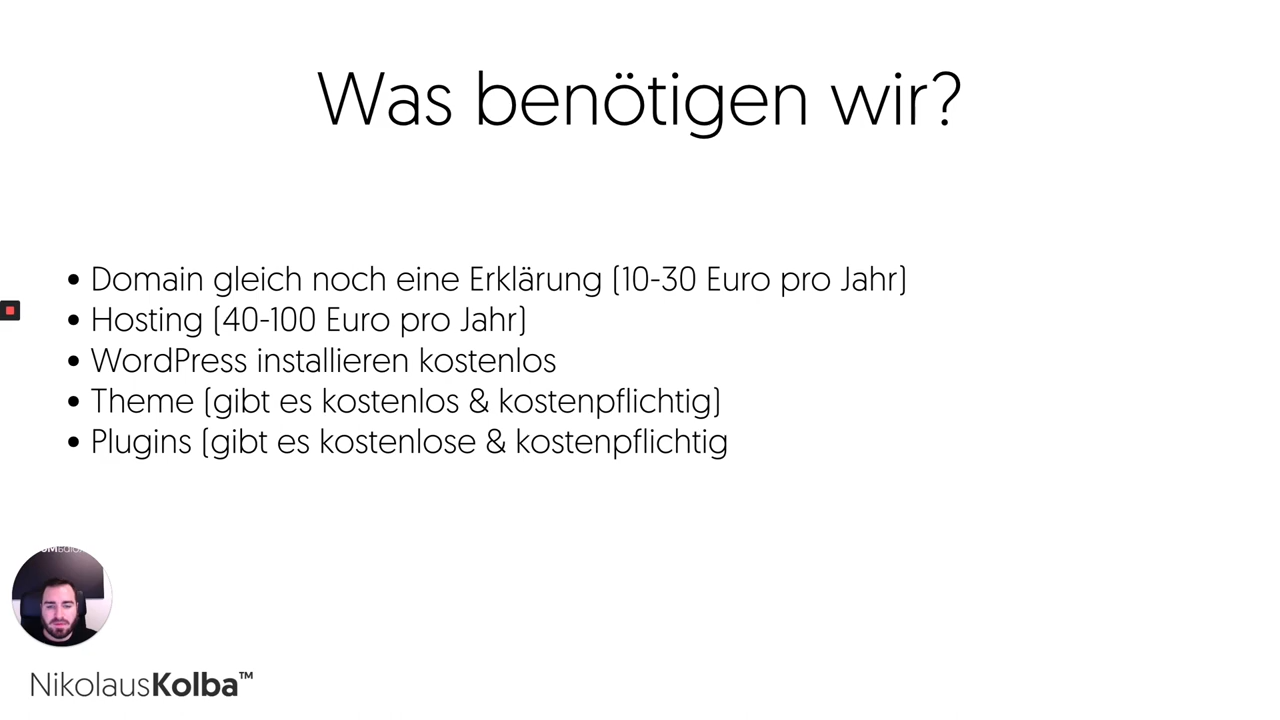 Was benötigen wir?
• Domain gleich noch eine Erklärung (10-30 Euro pro Jahr)
• Hosting (40-100 Euro pro Jahr)
• WordPress installieren kostenlos
• Theme (gibt es kostenlos & kostenpflichtig)
• Plugins (gibt es kostenlose & kostenpflichtig
NikolausKolba™